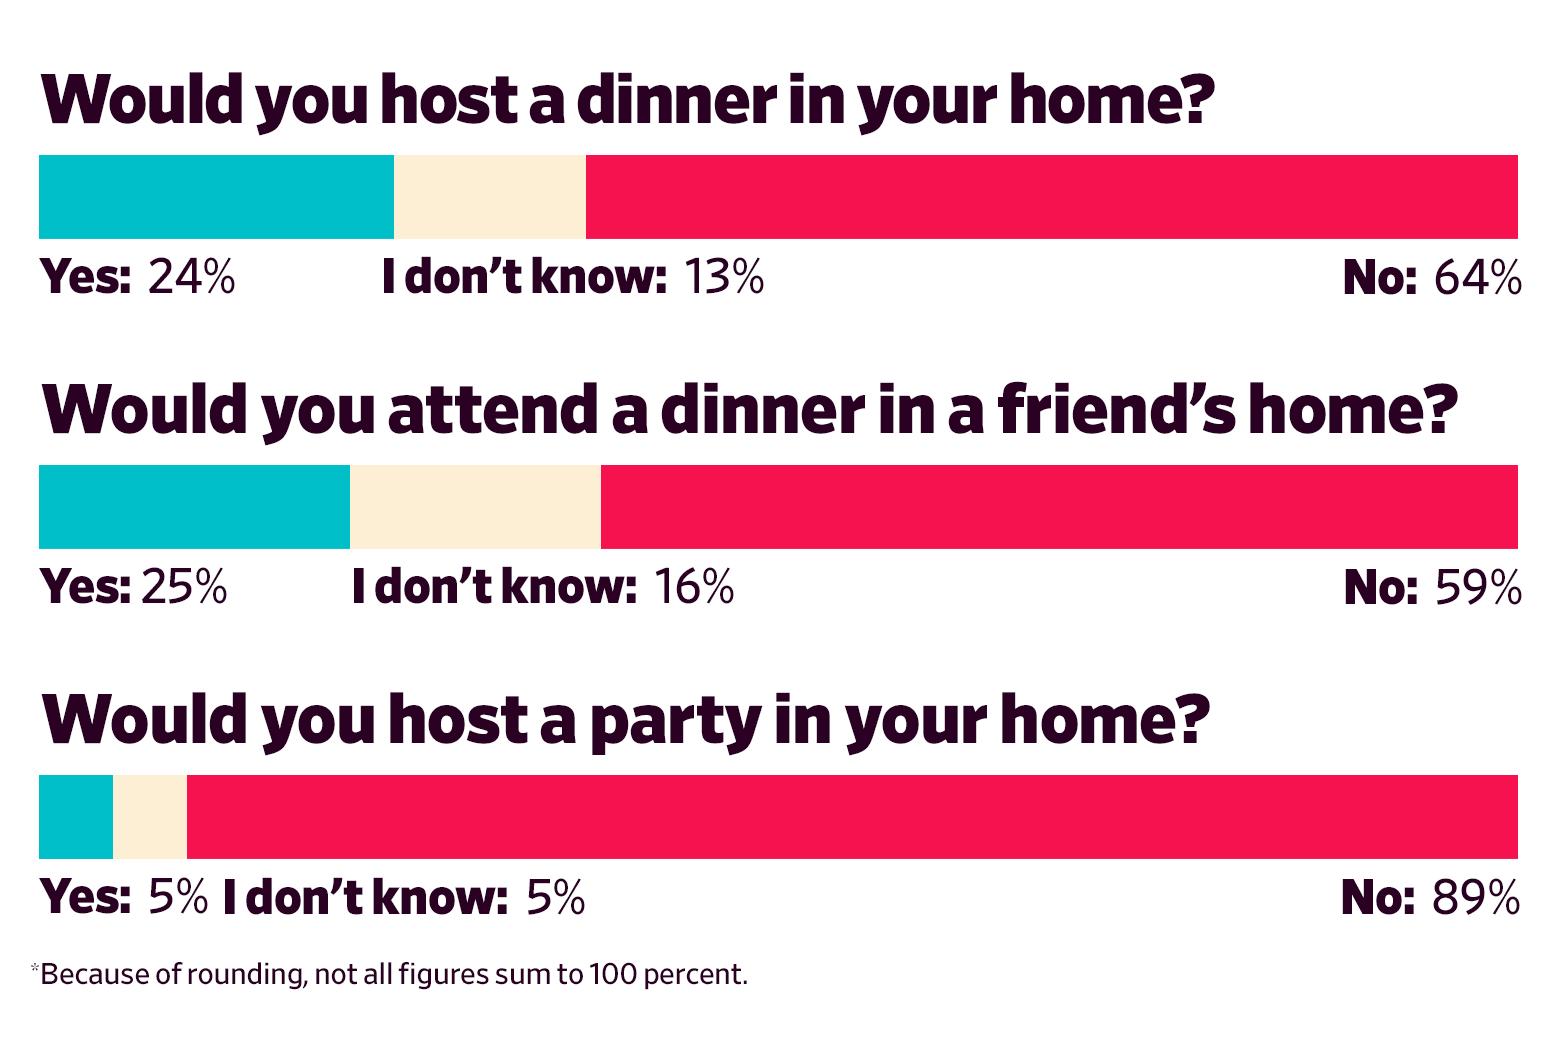 Would you host a dinner in your home?
Yes: 24% I don’t know: 13% No: 64%
Would you attend a dinner in a friend’s home?
Yes: 25% I don’t know: 16% No: 59%
Would you host a party in your home?
Yes: 5% I don’t know: 5% No: 89%
*Because of rounding, not all figures sum to 100 percent.